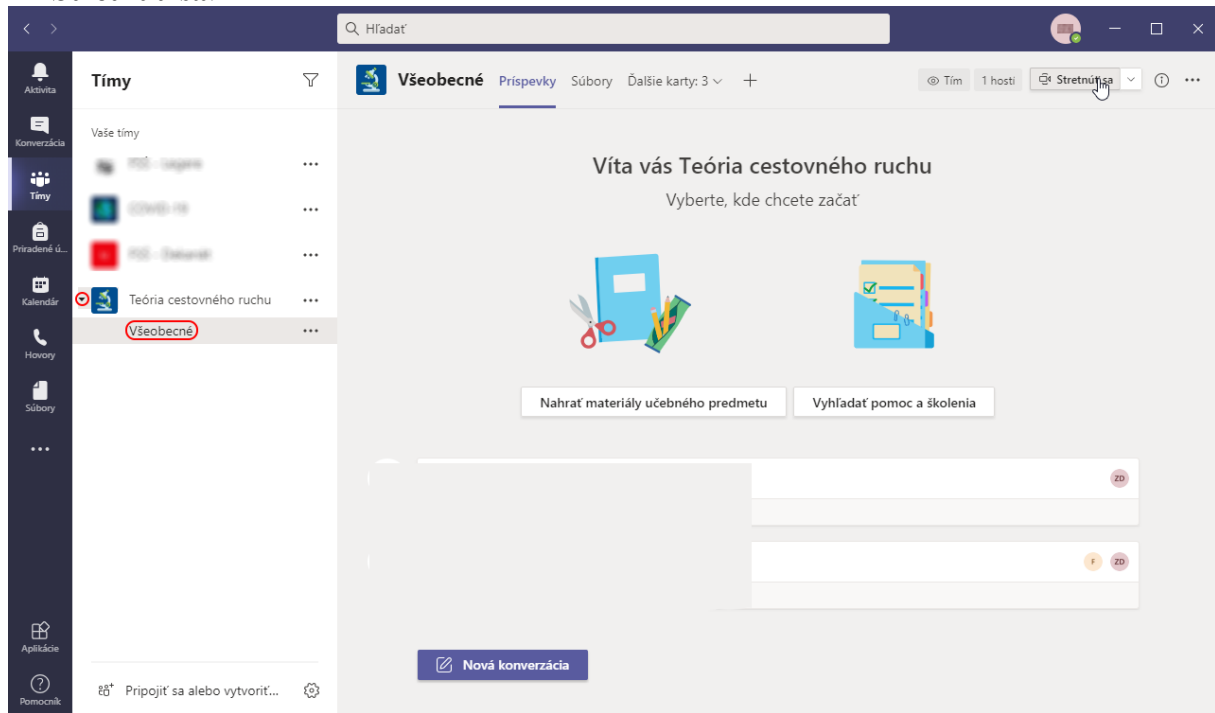 Hľadať
Aktivita
Konverzácia
Tímy
Priradené ú...
Kalendár
Hovory
Súbory
Aplikácie
Pomocník
Tímy
Vaše tímy
Teória cestovného ruchu
Všeobecné
Pripojiť sa alebo vytvoriť...
Všeobecné Príspevky Súbory Ďalšie karty: 3
Tím 1 hostí Stretnúť sa
Víta vás Teória cestovného ruchu
Vyberte, kde chcete začať
Nahrať materiály učebného predmetu Vyhľadať pomoc a školenia
ZD
F ZD
Nová konverzácia